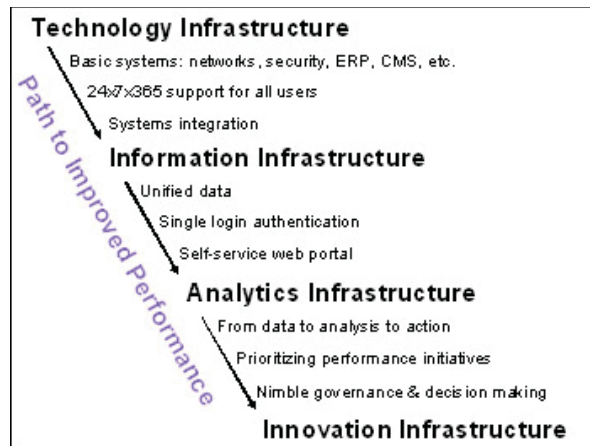 Technology Infrastructure
Basic systems: networks, security, ERP, CMS, etc.
24x7x365 support for all users
Systems integration
Information Infrastructure
Unified data
Single login authentication
Self-service web portal
Analytics Infrastructure
From data to analysis to action
Prioritizing performance initiatives
Nimble governance & decision making
Innovation Infrastructure
Path to Improved Performance